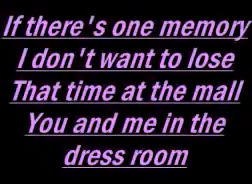 If there's one memory
I don't want to lose
That time at the mall
You and me in the
dress room